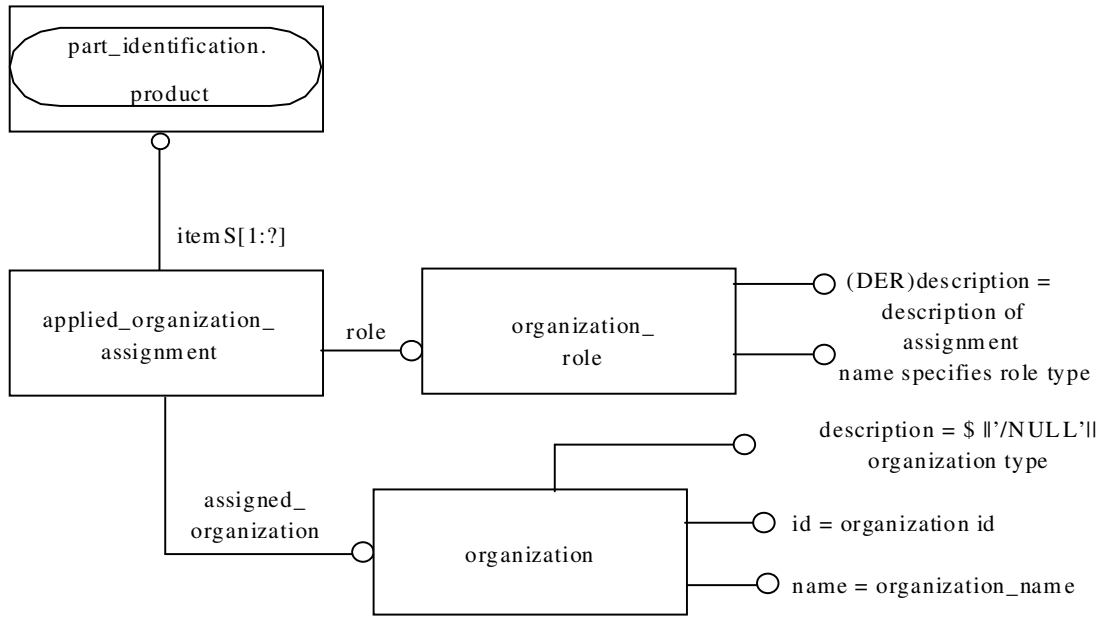 part_identification.
product
itemS[1:?]
applied_organization_
assignment
role
organization_
role
(DER)description =
description of
assignment
name specifies role type
description = $ ||'/NULL'||
organization type
assigned_
organization
organization
id = organization id
name = organization_name